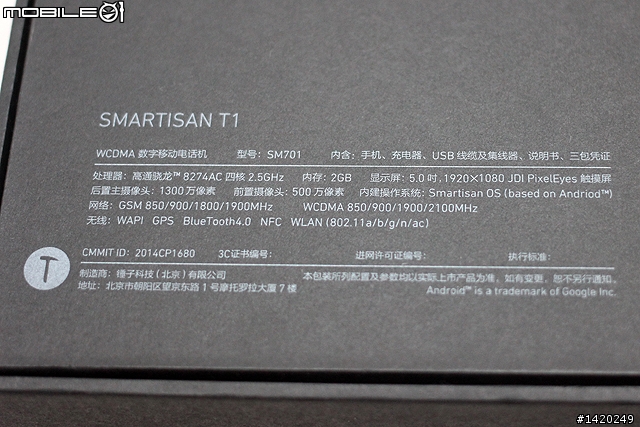 MOBILE01
SMARTISAN T1
WCDMA 数字移动电话机 型号：SM701 内含：手机、充电器、USB 线缆及集线器、说明书、三包凭证
处理器：高通骁龙™ 8274AC 四核 2.5GHz 内存：2GB 显示屏：5.0 吋，1920×1080 JDI PixelEyes 触摸屏
后置主摄像头：1300 万像素 前置摄像头：500 万像素 内建操作系统：Smartisan OS (based on Andriod™)
网络：GSM 850/900/1800/1900MHz WCDMA 850/900/1900/2100MHz
无线：WAPI GPS BlueTooth4.0 NFC WLAN (802.11a/b/g/n/ac)
CMMIT-ID：2014CP1680 3C证书编号： 进网许可证编号： 执行标准：
T
制造商：锤子科技（北京）有限公司 本包装所列配置及参数均以实际上市产品为准，如有变更，恕不另行通知。
地址：北京市朝阳区望京东路 1 号摩托罗拉大厦 7 楼 Android™ is a trademark of Google Inc.
#1420249